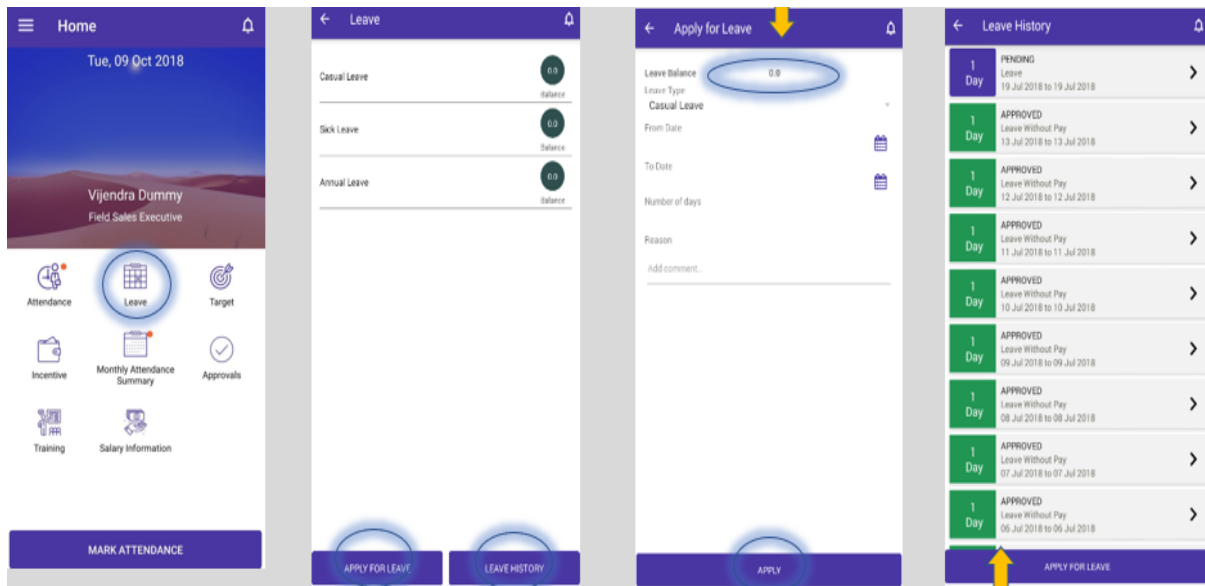 Home
Tue, 09 Oct 2018
Vijendra Dummy
Field Sales Executive
Attendance
Leave
Target
Incentive
Monthly Attendance
Summary
Approvals
Training
Salary Information
MARK ATTENDANCE
Leave
Casual Leave
0.0
Balance
Sick Leave
0.0
Balance
Annual Leave
0.0
Balance
APPLY FOR LEAVE
LEAVE HISTORY
Apply for Leave
Leave Balance
0.0
Leave Type
Casual Leave
From Date
To Date
Number of days
Reason
Add comment..
APPLY
Leave History
1
Day
PENDING
Leave
19 Jul 2018 to 19 Jul 2018
1
Day
APPROVED
Leave Without Pay
13 Jul 2018 to 13 Jul 2018
1
Day
APPROVED
Leave Without Pay
12 Jul 2018 to 12 Jul 2018
1
Day
APPROVED
Leave Without Pay
11 Jul 2018 to 11 Jul 2018
1
Day
APPROVED
Leave Without Pay
10 Jul 2018 to 10 Jul 2018
1
Day
APPROVED
Leave Without Pay
09 Jul 2018 to 09 Jul 2018
1
Day
APPROVED
Leave Without Pay
08 Jul 2018 to 08 Jul 2018
1
Day
APPROVED
Leave Without Pay
07 Jul 2018 to 07 Jul 2018
1
Day
APPROVED
Leave Without Pay
06 Jul 2018 to 06 Jul 2018
APPLY FOR LEAVE